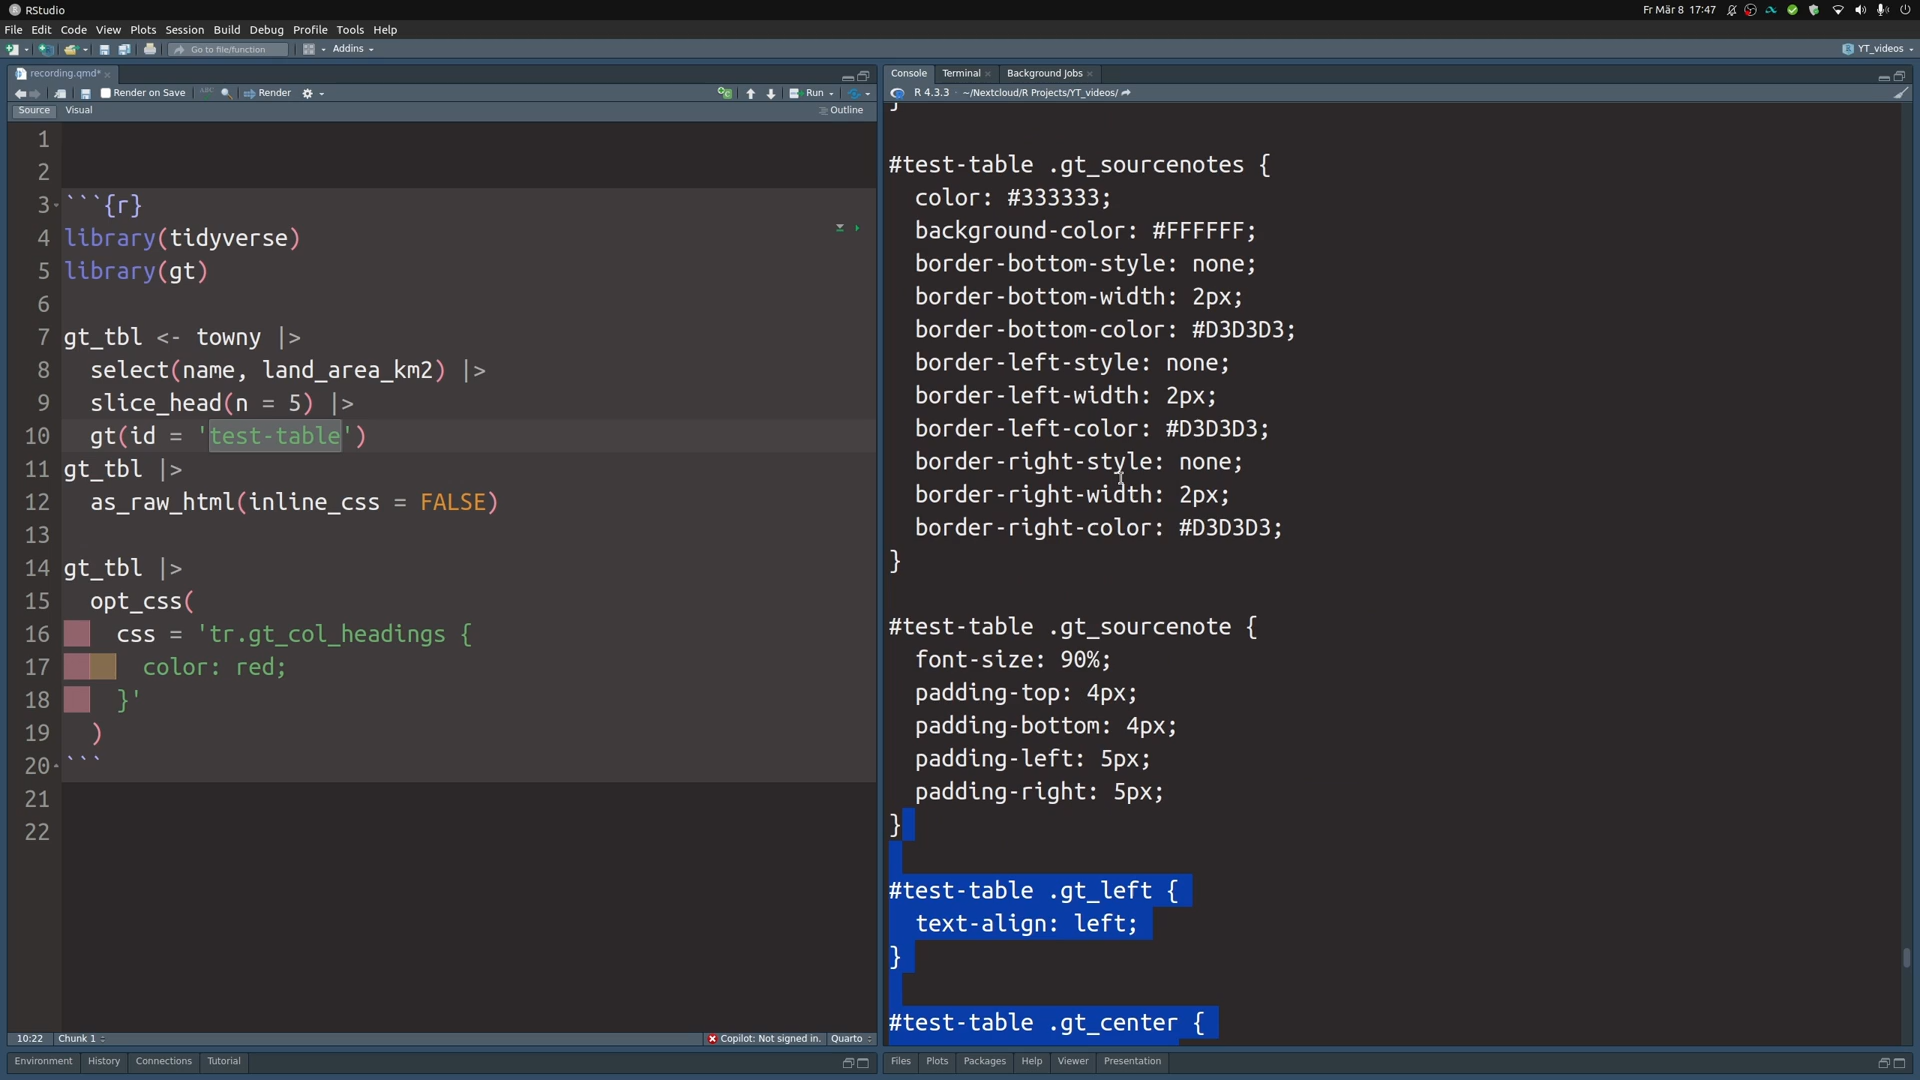 RStudio
Fr Mär 8 17:47
File Edit Code View Plots Session Build Debug Profile Tools Help
Go to file/function
Addins
YT_videos
recording.qmd*
Render on Save
ABC
Render
Run
Source Visual
Outline
1
2
3 ```{r}
4 library(tidyverse)
5 library(gt)
6
7 gt_tbl <- towny |>
8 select(name, land_area_km2) |>
9 slice_head(n = 5) |>
10 gt(id = 'test-table')
11 gt_tbl |>
12 as_raw_html(inline_css = FALSE)
13
14 gt_tbl |>
15 opt_css(
16 css = 'tr.gt_col_headings {
17 color: red;
18 }'
19 )
20 ```
21
22
10:22 Chunk 1
Copilot: Not signed in. Quarto
Environment History Connections Tutorial
Console Terminal Background Jobs
R 4.3.3 · ~/Nextcloud/R Projects/YT_videos/
}
#test-table .gt_sourcenotes {
color: #333333;
background-color: #FFFFFF;
border-bottom-style: none;
border-bottom-width: 2px;
border-bottom-color: #D3D3D3;
border-left-style: none;
border-left-width: 2px;
border-left-color: #D3D3D3;
border-right-style: none;
border-right-width: 2px;
border-right-color: #D3D3D3;
}
#test-table .gt_sourcenote {
font-size: 90%;
padding-top: 4px;
padding-bottom: 4px;
padding-left: 5px;
padding-right: 5px;
}
#test-table .gt_left {
text-align: left;
}
#test-table .gt_center {
Files Plots Packages Help Viewer Presentation